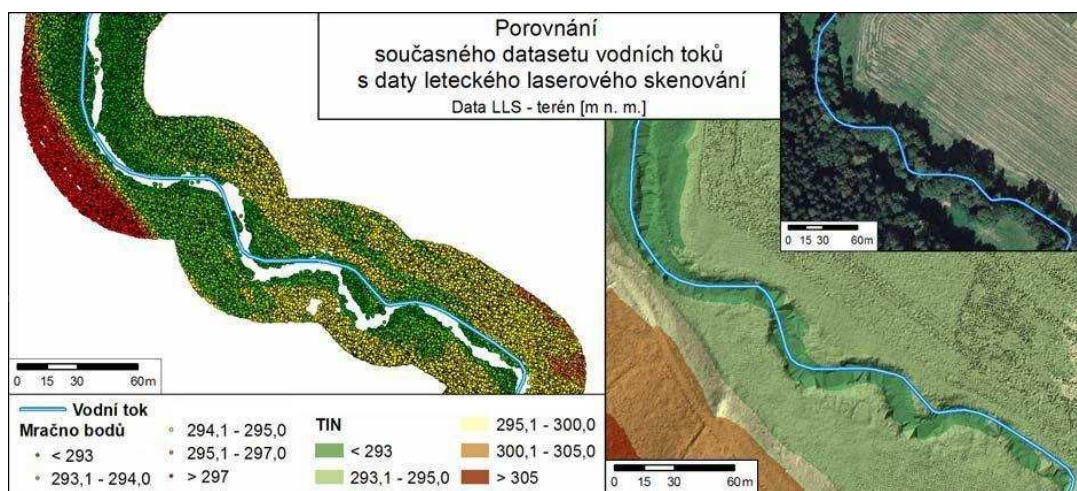 Porovnání
současného datasetu vodních toků
s daty leteckého laserového skenování
Data LLS - terén [m n. m.]
0 15 30 60m
0 15 30 60m
Vodní tok
Mračno bodů
< 293
293,1 - 294,0
294,1 - 295,0
295,1 - 297,0
> 297
TIN
< 293
293,1 - 295,0
295,1 - 300,0
300,1 - 305,0
> 305
0 15 30 60m